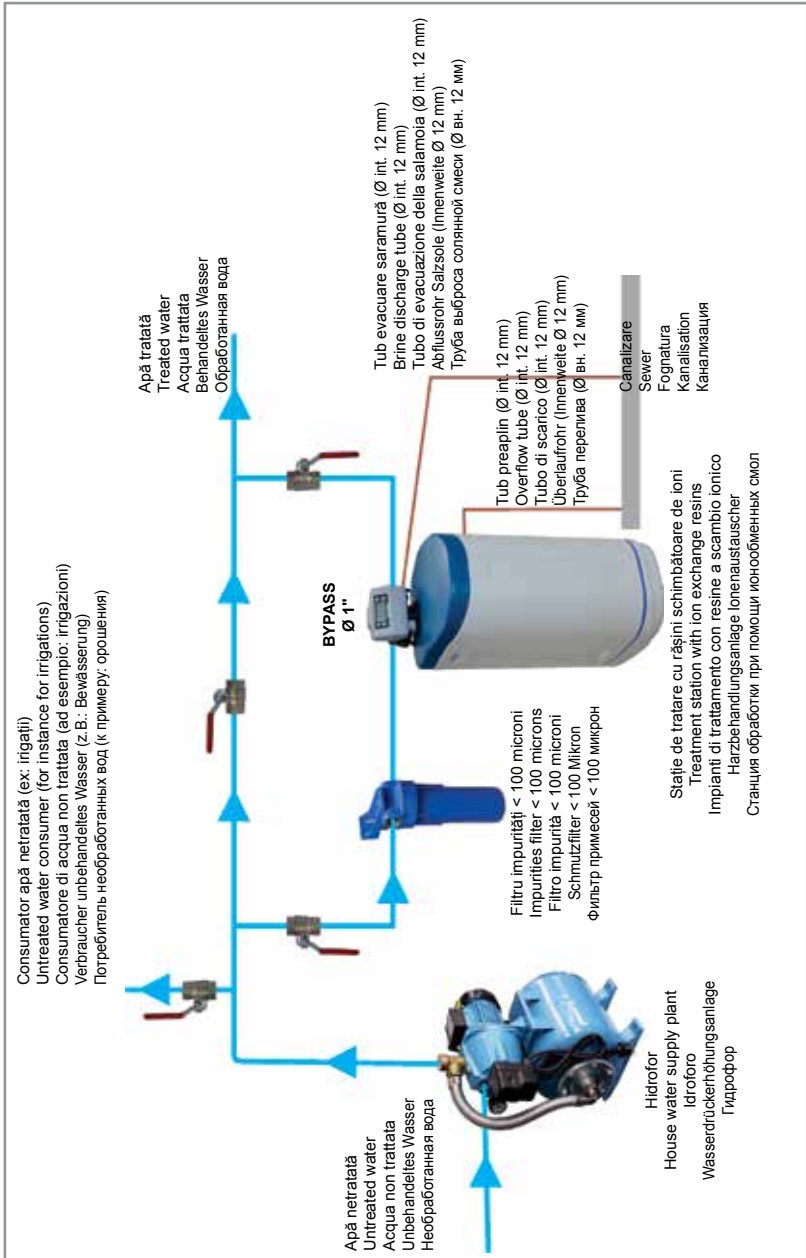 Consumator apă netratată (ex: irigații)
Untreated water consumer (for instance for irrigations)
Consumatore di acqua non trattata (ad esempio: irrigazioni)
Verbraucher unbehandeltes Wasser (z.B.: Bewässerung)
Потребитель необработанных вод (к примеру: орошения)
Apă tratată
Treated water
Acqua trattata
Behandeltes Wasser
Обработанная вода
Tub evacuare saramură (Ø int. 12 mm)
Brine discharge tube (Ø int. 12 mm)
Tubo di evacuazione della salamoia (Ø int. 12 mm)
Abflussrohr Salzsole (Innenweite Ø 12 mm)
Труба выброса солянной смеси (Ø вн. 12 мм)
BYPASS
Ø 1"
Tub preaplin (Ø int. 12 mm)
Overflow tube (Ø int. 12 mm)
Tubo di scarico (Ø int. 12 mm)
Überlaufrohr (Innenweite Ø 12 mm)
Труба перелива (Ø вн. 12 мм)
Canalizare
Sewer
Fognatura
Kanalisation
Канализация
Apă netratată
Untreated water
Acqua non trattata
Unbehandeltes Wasser
Необработанная вода
Filtru impurități < 100 microni
Impurities filter < 100 microns
Filtro impurità < 100 microni
Schmutzfilter < 100 Mikron
Фильтр примесей < 100 микрон
Hidrofor
House water supply plant
Idroforo
Wasserdrückerhöhungsanlage
Гидрофор
Stație de tratare cu rășini schimbătoare de ioni
Treatment station with ion exchange resins
Impianti di trattamento con resine a scambio ionico
Harzbehandlungsanlage Ionenaustauscher
Станция обработки при помощи ионообменных смол